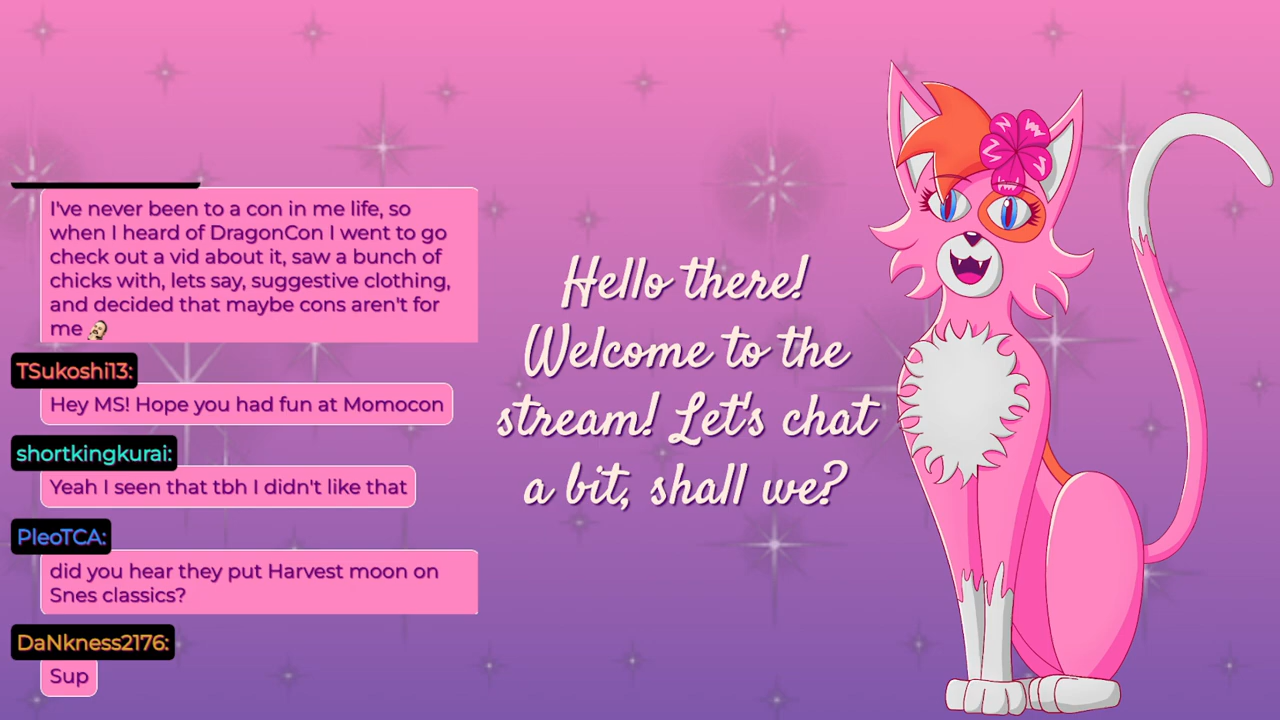 I've never been to a con in me life, so
when I heard of DragonCon I went to go
check out a vid about it, saw a bunch of
chicks with, lets say, suggestive clothing,
and decided that maybe cons aren't for
me
TSukoshi13:
Hey MS! Hope you had fun at Momocon
shortkingkurai:
Yeah I seen that tbh I didn't like that
PleoTCA:
did you hear they put Harvest moon on
Snes classics?
DaNkness2176:
Sup
Hello there!
Welcome to the
stream! Let's chat
a bit, shall we?